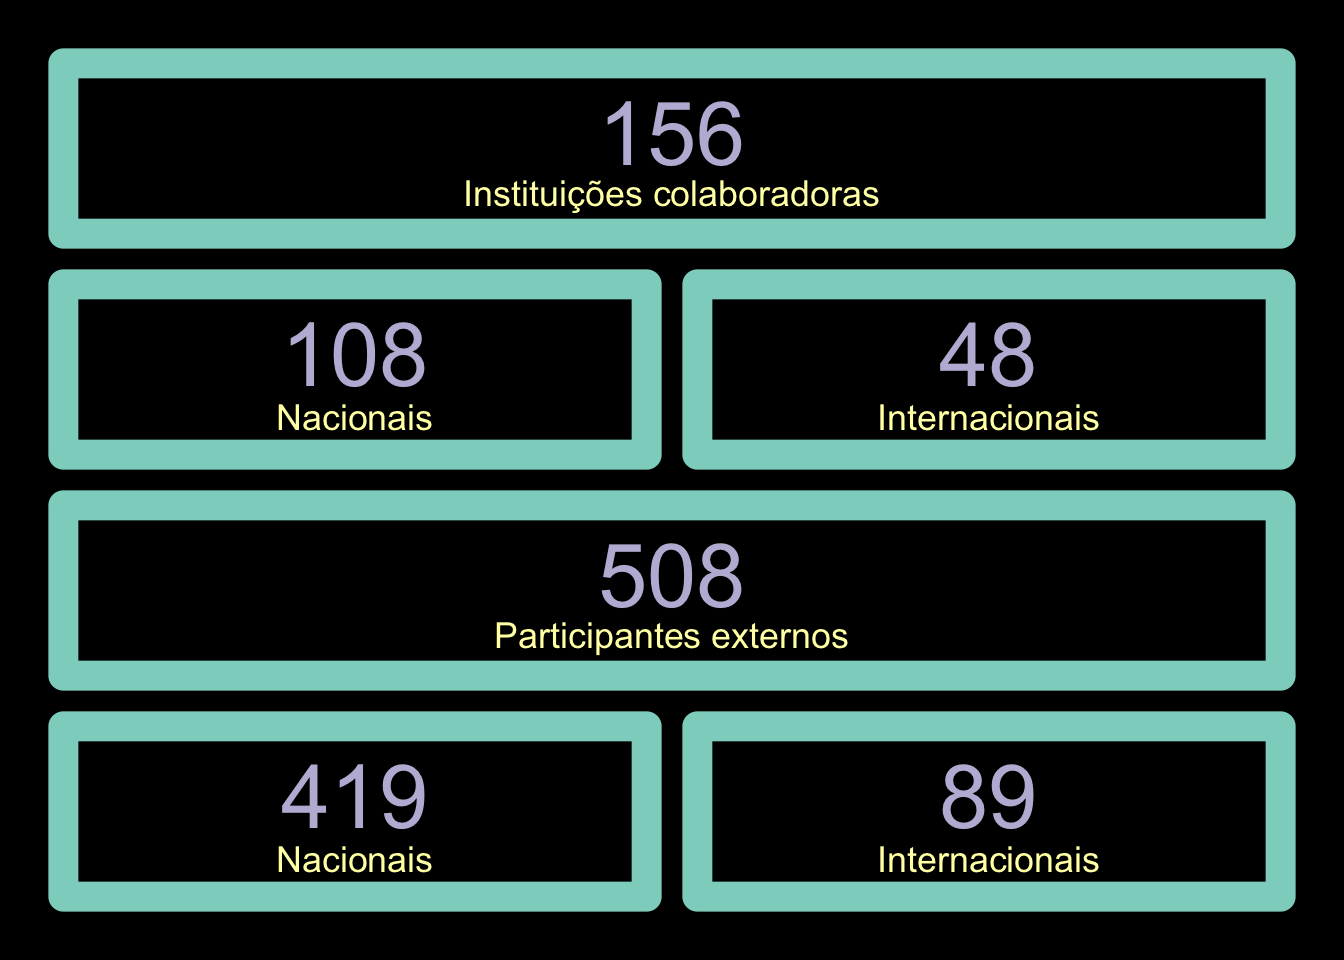 156
Instituições colaboradoras
108
Nacionais
48
Internacionais
508
Participantes externos
419
Nacionais
89
Internacionais